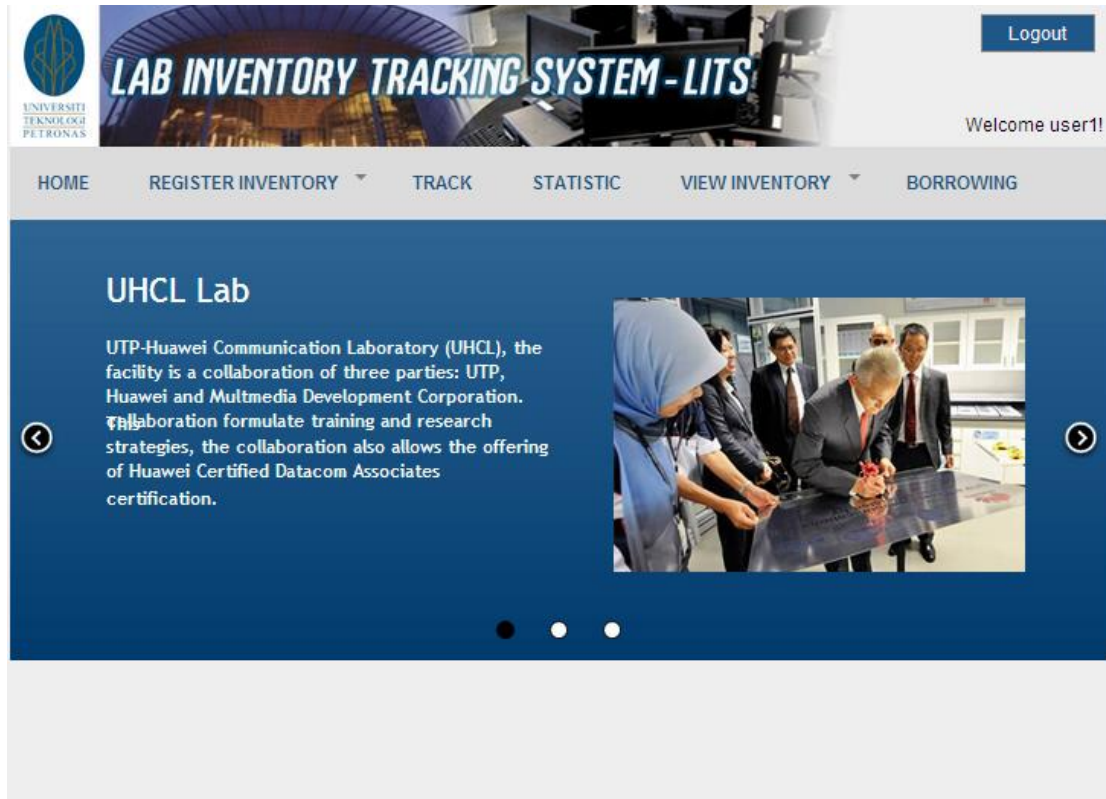 UNIVERSITI
TEKNOLOGI
PETRONAS
LAB INVENTORY TRACKING SYSTEM - LITS
Logout
Welcome user1!
HOME REGISTER INVENTORY TRACK STATISTIC VIEW INVENTORY BORROWING
UHCL Lab
UTP-Huawei Communication Laboratory (UHCL), the
facility is a collaboration of three parties: UTP,
Huawei and Multmedia Development Corporation.
This
collaboration formulate training and research
strategies, the collaboration also allows the offering
of Huawei Certified Datacom Associates
certification.